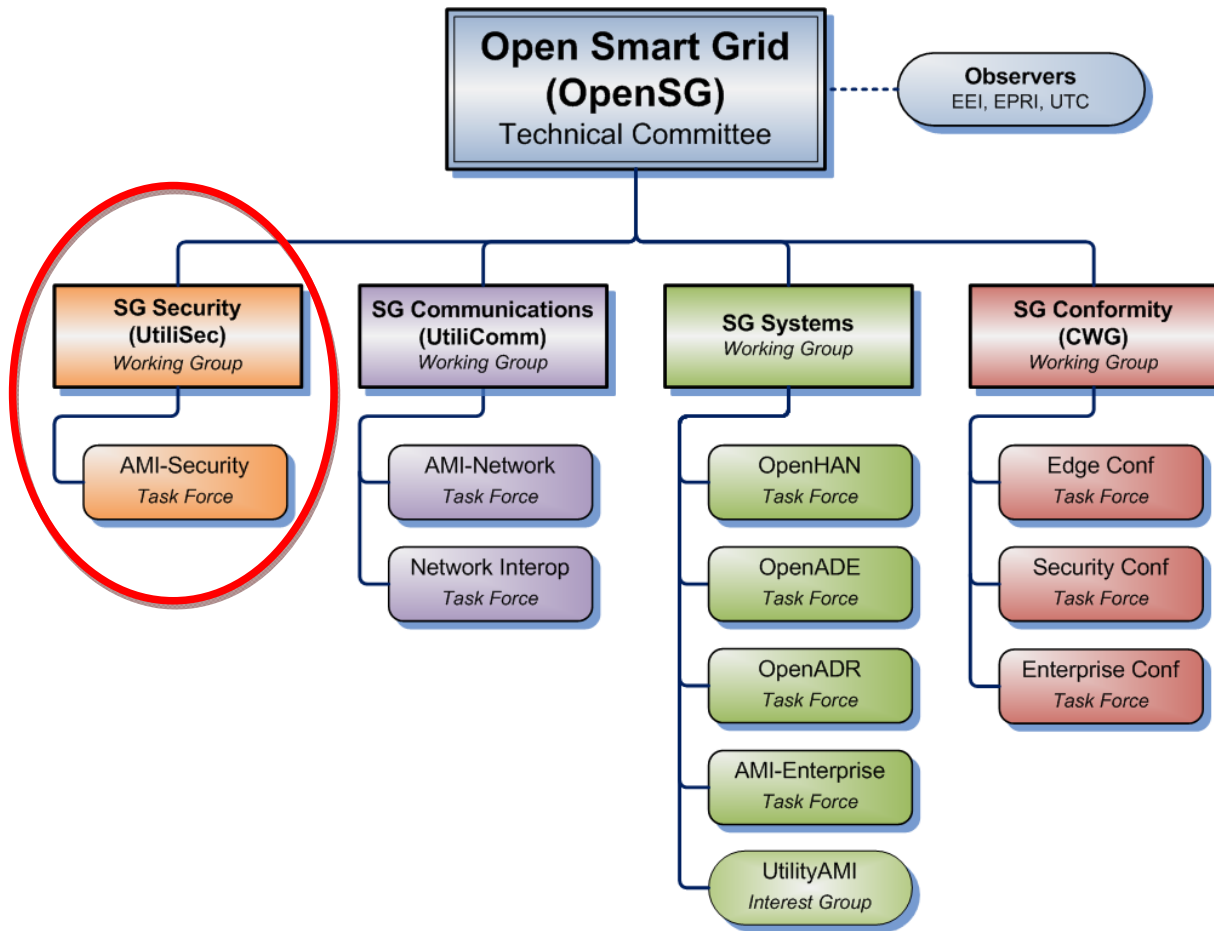 Open Smart Grid
(OpenSG)
Technical Committee
Observers
EEI, EPRI, UTC
SG Security
(UtiliSec)
Working Group
SG Communications
(UtiliComm)
Working Group
SG Systems
Working Group
SG Conformity
(CWG)
Working Group
AMI-Security
Task Force
AMI-Network
Task Force
Network Interop
Task Force
OpenHAN
Task Force
OpenADE
Task Force
OpenADR
Task Force
AMI-Enterprise
Task Force
UtilityAMI
Interest Group
Edge Conf
Task Force
Security Conf
Task Force
Enterprise Conf
Task Force